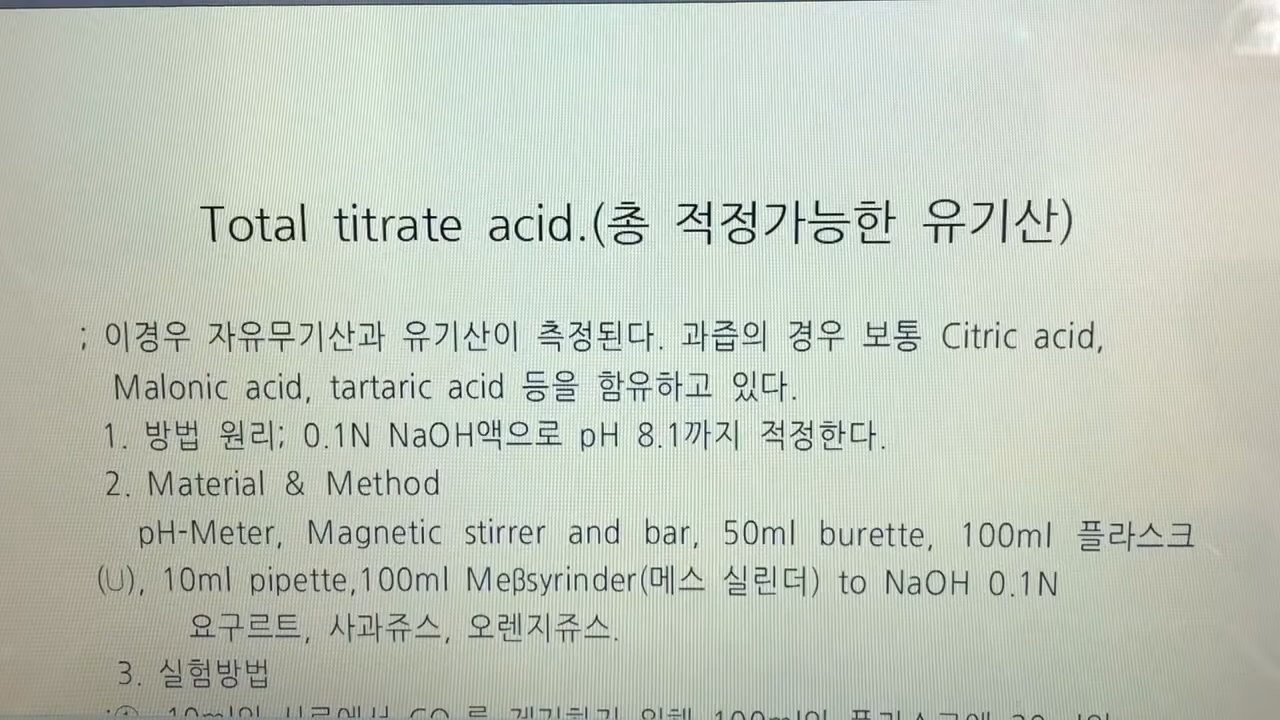 Total titrate acid.(총 적정가능한 유기산)
; 이경우 자유무기산과 유기산이 측정된다. 과즙의 경우 보통 Citric acid,
Malonic acid, tartaric acid 등을 함유하고 있다.
1. 방법 원리; 0.1N NaOH액으로 pH 8.1까지 적정한다.
2. Material & Method
pH-Meter, Magnetic stirrer and bar, 50ml burette, 100ml 플라스크
(U), 10ml pipette,100ml Meβsyrinder(메스 실린더) to NaOH 0.1N
요구르트, 사과쥬스, 오렌지쥬스.
3. 실험방법